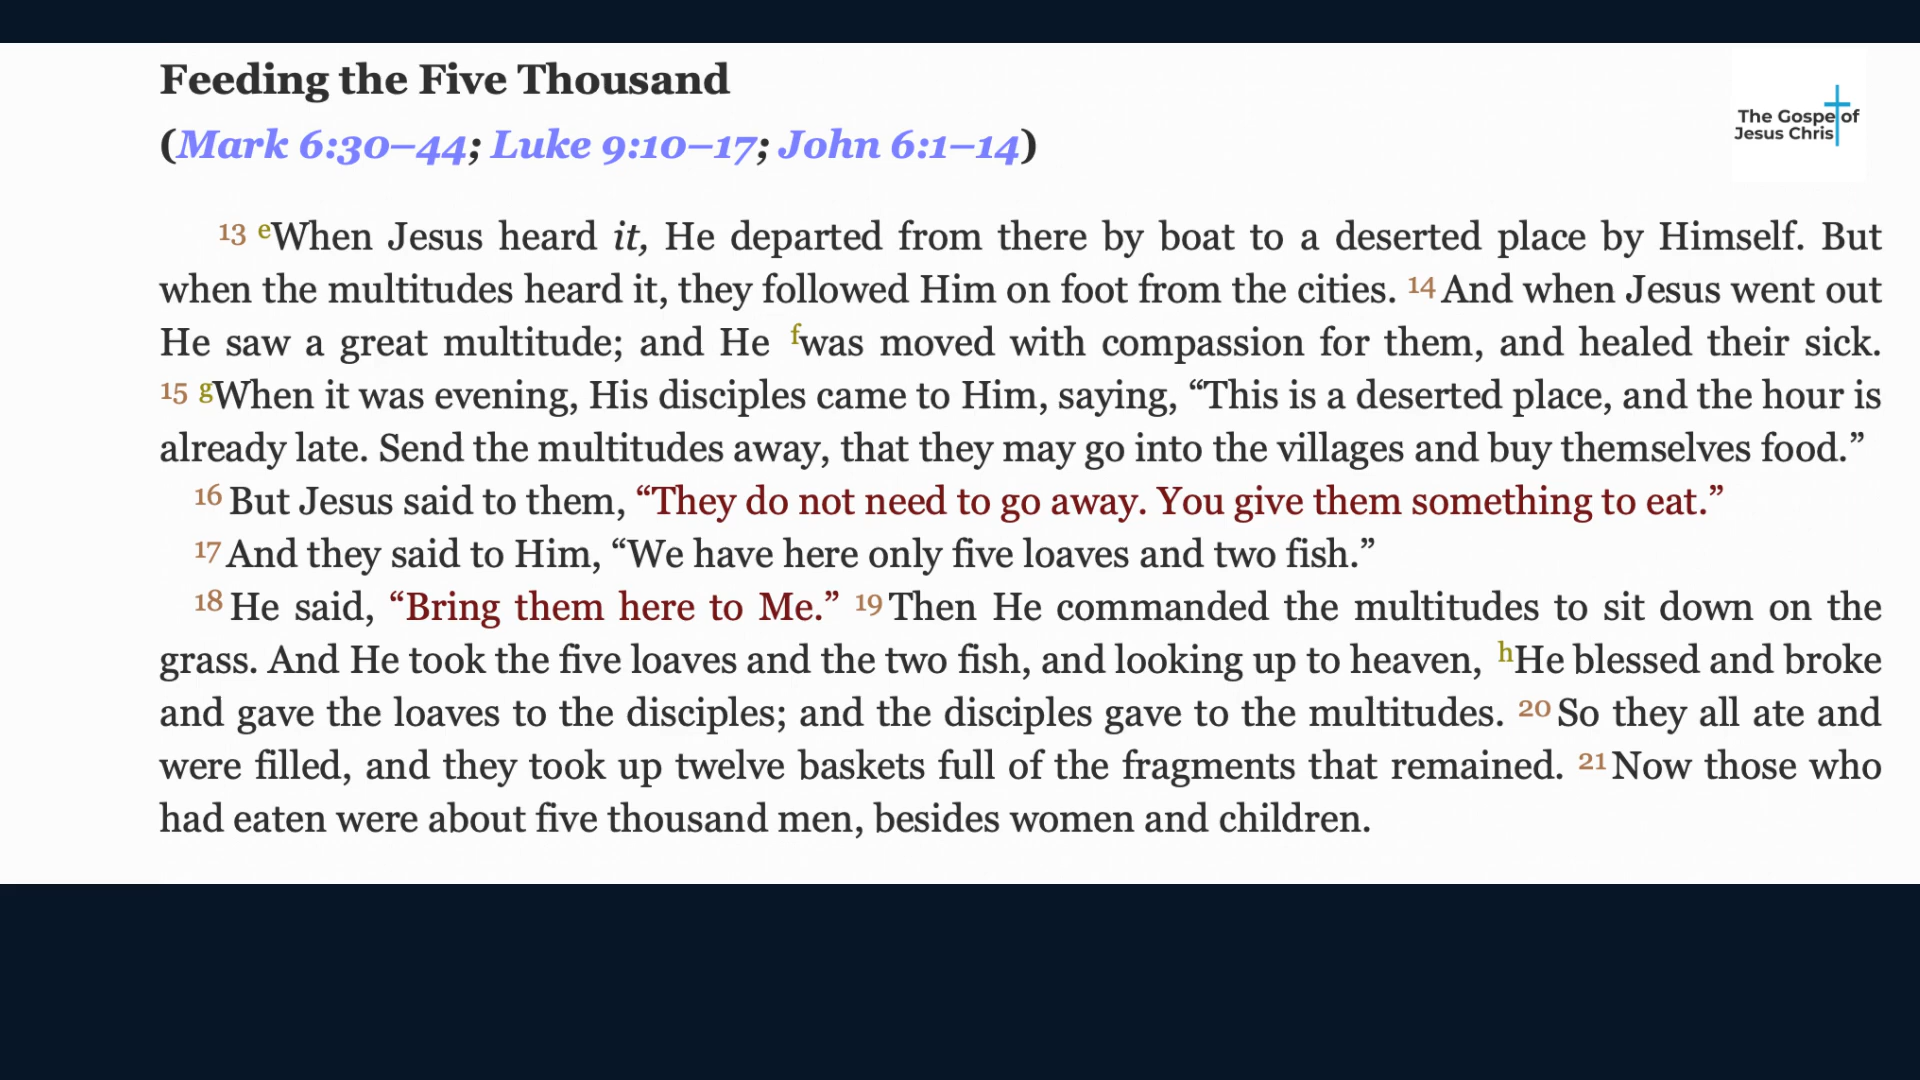 Feeding the Five Thousand
(Mark 6:30–44; Luke 9:10–17; John 6:1–14)
The Gospel of
Jesus Chris
13 eWhen Jesus heard it, He departed from there by boat to a deserted place by Himself. But
when the multitudes heard it, they followed Him on foot from the cities. 14 And when Jesus went out
He saw a great multitude; and He fwas moved with compassion for them, and healed their sick.
15 gWhen it was evening, His disciples came to Him, saying, “This is a deserted place, and the hour is
already late. Send the multitudes away, that they may go into the villages and buy themselves food.”
16 But Jesus said to them, “They do not need to go away. You give them something to eat.”
17 And they said to Him, “We have here only five loaves and two fish.”
18 He said, “Bring them here to Me.” 19 Then He commanded the multitudes to sit down on the
grass. And He took the five loaves and the two fish, and looking up to heaven, hHe blessed and broke
and gave the loaves to the disciples; and the disciples gave to the multitudes. 20 So they all ate and
were filled, and they took up twelve baskets full of the fragments that remained. 21 Now those who
had eaten were about five thousand men, besides women and children.